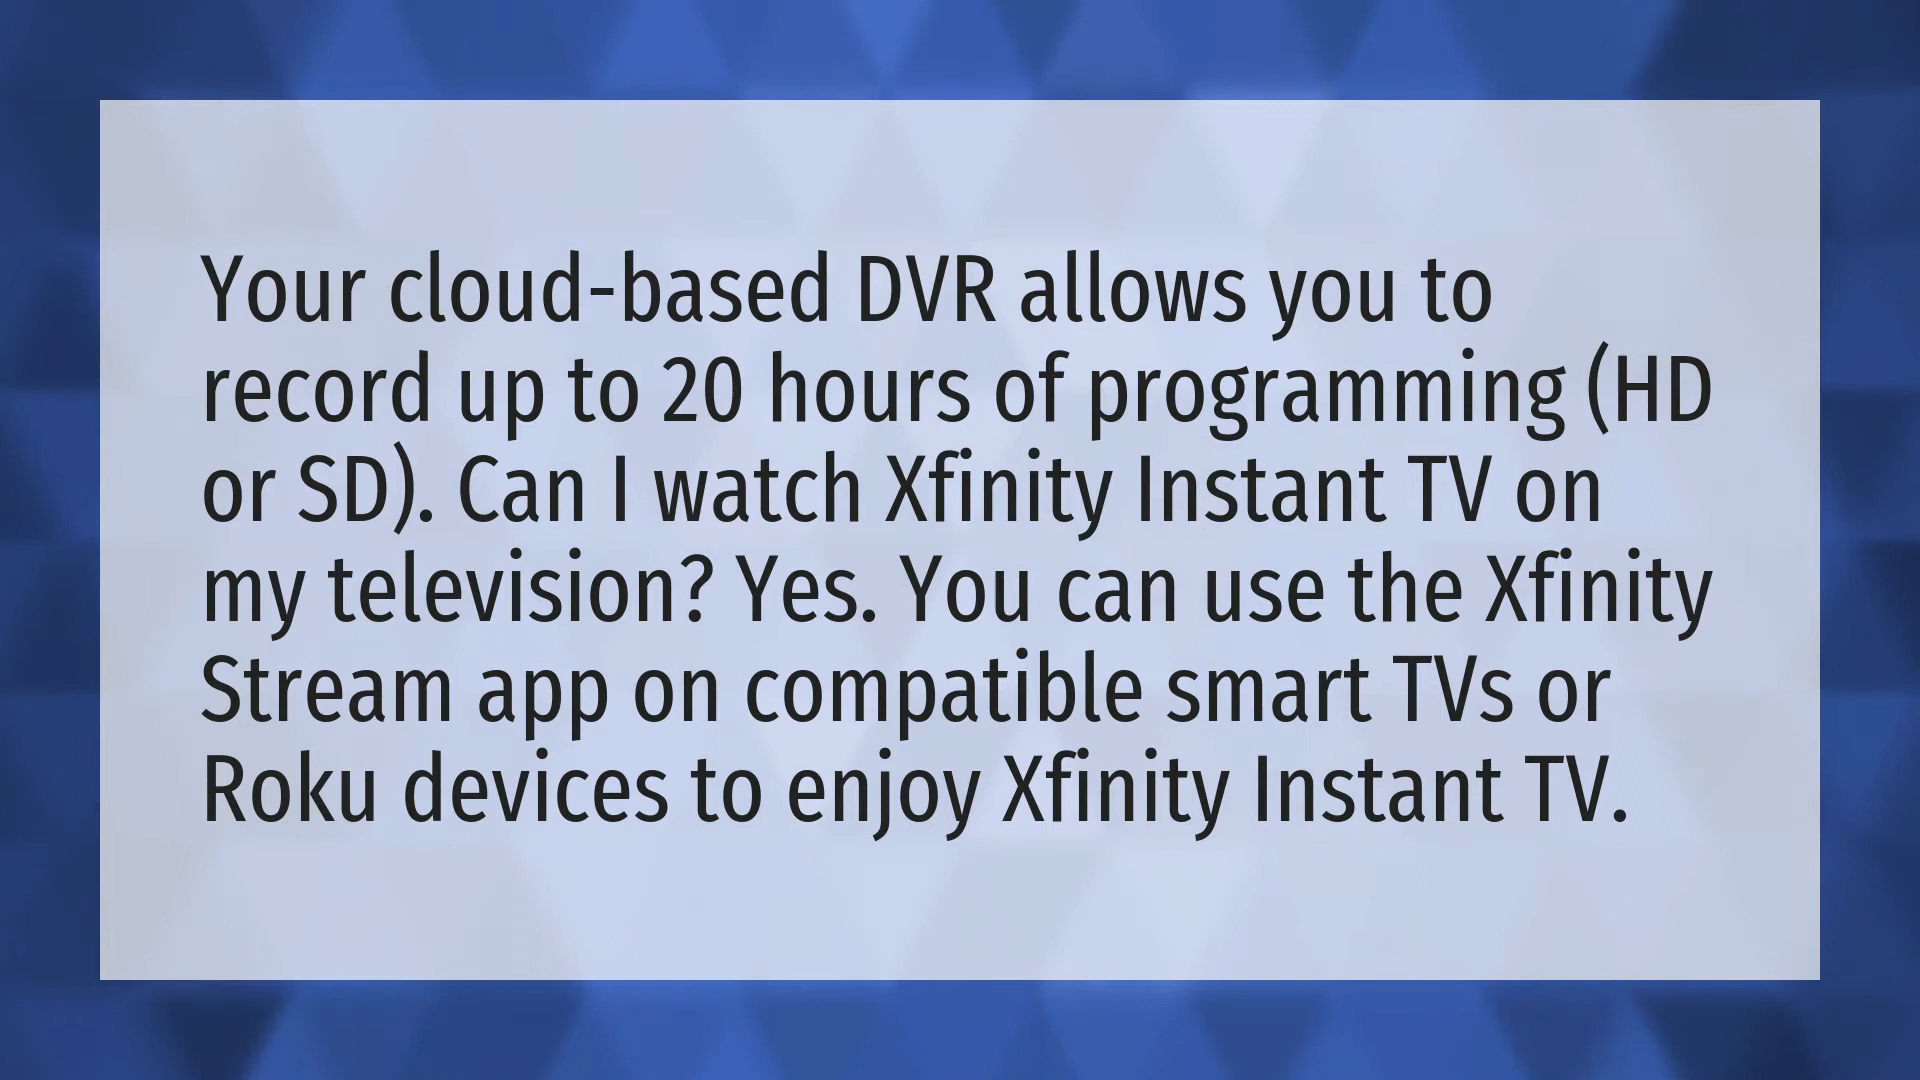 Your cloud-based DVR allows you to
record up to 20 hours of programming (HD
or SD). Can I watch Xfinity Instant TV on
my television? Yes. You can use the Xfinity
Stream app on compatible smart TVs or
Roku devices to enjoy Xfinity Instant TV.